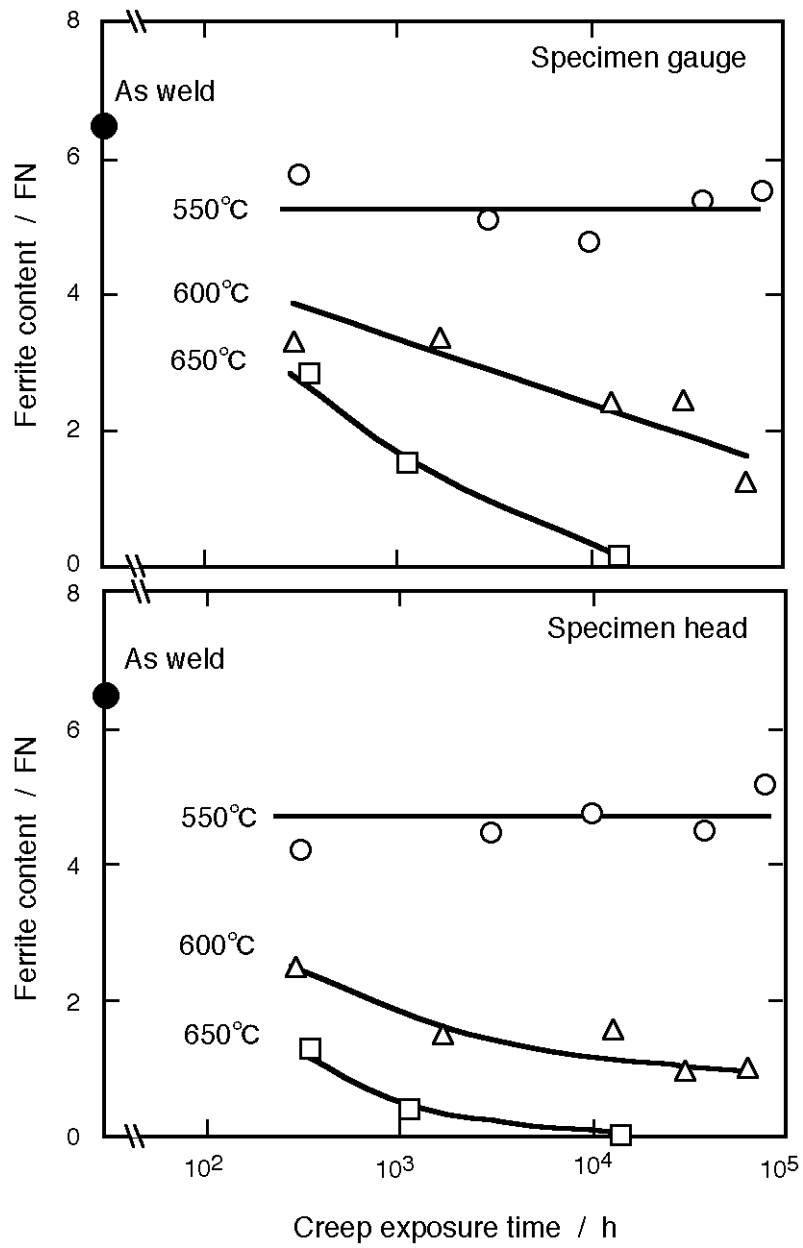 8
Specimen gauge
As weld
6
550°C
600°C
4
650°C
2
0
Ferrite content / FN
8
Specimen head
As weld
6
550°C
4
600°C
2
650°C
0
Ferrite content / FN
10² 10³ 10⁴ 10⁵
Creep exposure time / h